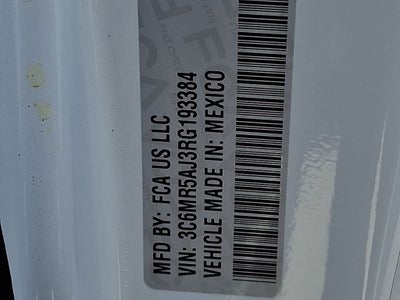 MFD BY: FCA US LLC
VIN: 3C6MR5AJ3RG193384
VEHICLE MADE IN: MEXICO